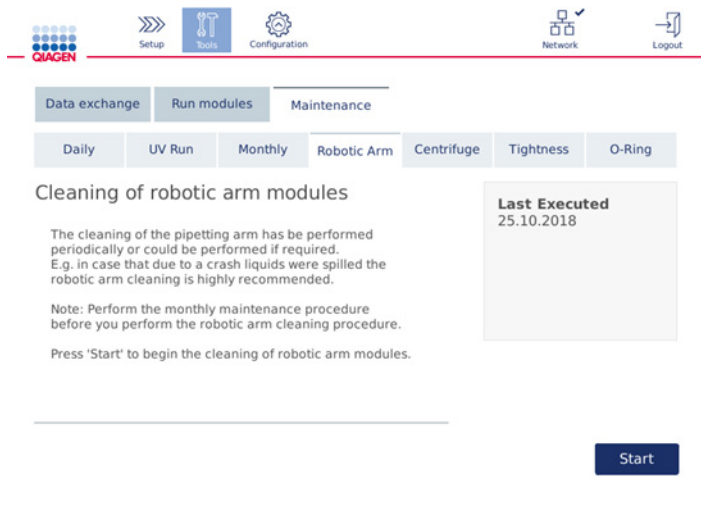 QIAGEN
Setup
Tools
Configuration
Network
Logout
Data exchange
Run modules
Maintenance
Daily
UV Run
Monthly
Robotic Arm
Centrifuge
Tightness
O-Ring
Cleaning of robotic arm modules
The cleaning of the pipetting arm has be performed
periodically or could be performed if required.
E.g. in case that due to a crash liquids were spilled the
robotic arm cleaning is highly recommended.
Note: Perform the monthly maintenance procedure
before you perform the robotic arm cleaning procedure.
Press 'Start' to begin the cleaning of robotic arm modules.
Last Executed
25.10.2018
Start